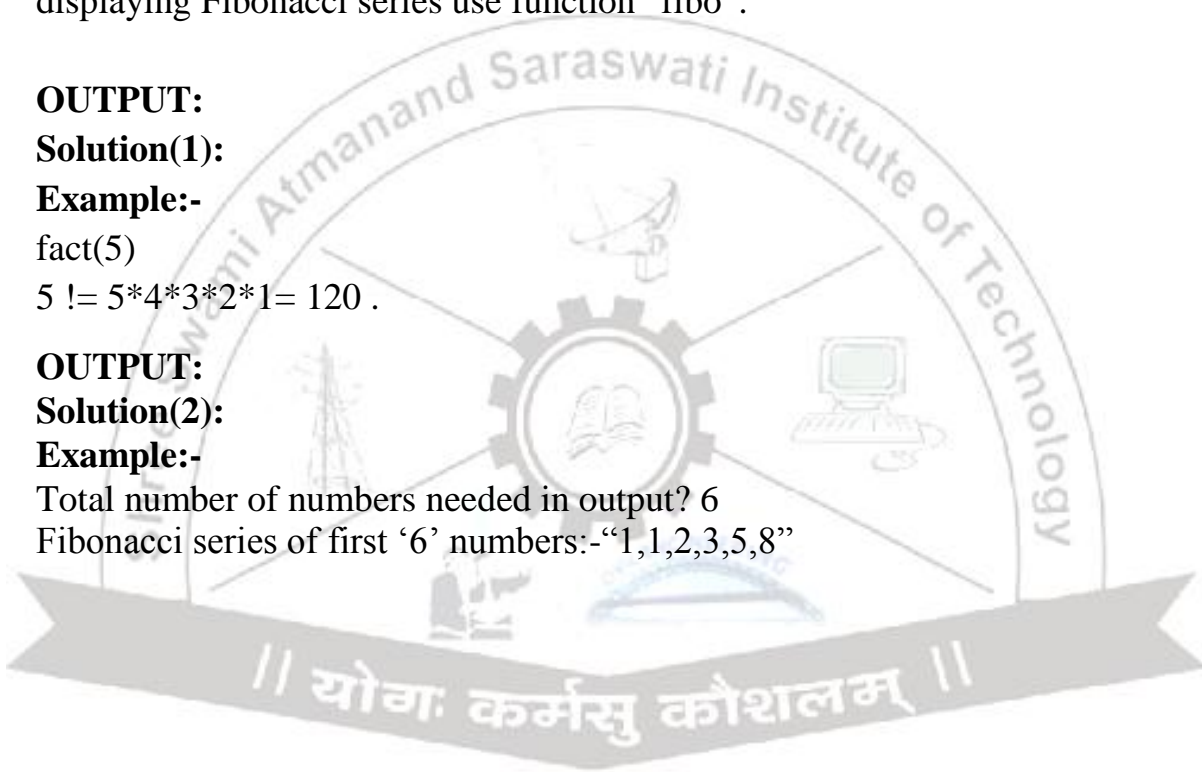 displaying Fibonacci series use function “fibo”.
OUTPUT:
Solution(1):
Example:-
fact(5)
5 != 5*4*3*2*1= 120 .
OUTPUT:
Solution(2):
Example:-
Total number of numbers needed in output? 6
Fibonacci series of first ‘6’ numbers:-“1,1,2,3,5,8”
Swami Atmanand Saraswati Institute of Technology
|| योगः कर्मसु कौशलम् ||